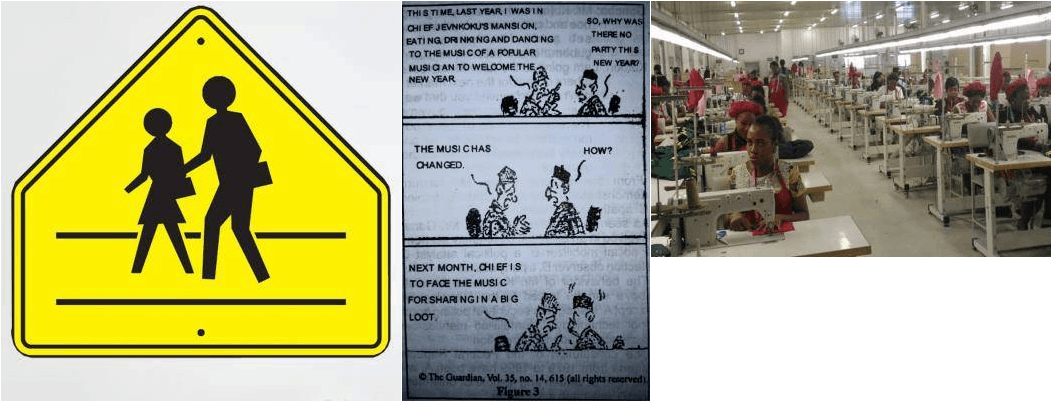 THIS TIME, LAST YEAR, I WAS IN
CHIEF JEVNKOKU'S MANSION,
EATING, DRINKING AND DANCING
TO THE MUSIC OF A POPULAR
MUSICIAN TO WELCOME THE
NEW YEAR.
SO, WHY WAS
THERE NO
PARTY THIS
NEW YEAR?
THE MUSIC HAS
CHANGED.
HOW?
NEXT MONTH, CHIEF IS
TO FACE THE MUSIC
FOR SHARING IN A BIG
LOOT.
© The Guardian, Vol. 35, no. 14, 615 (all rights reserved)
Figure 3